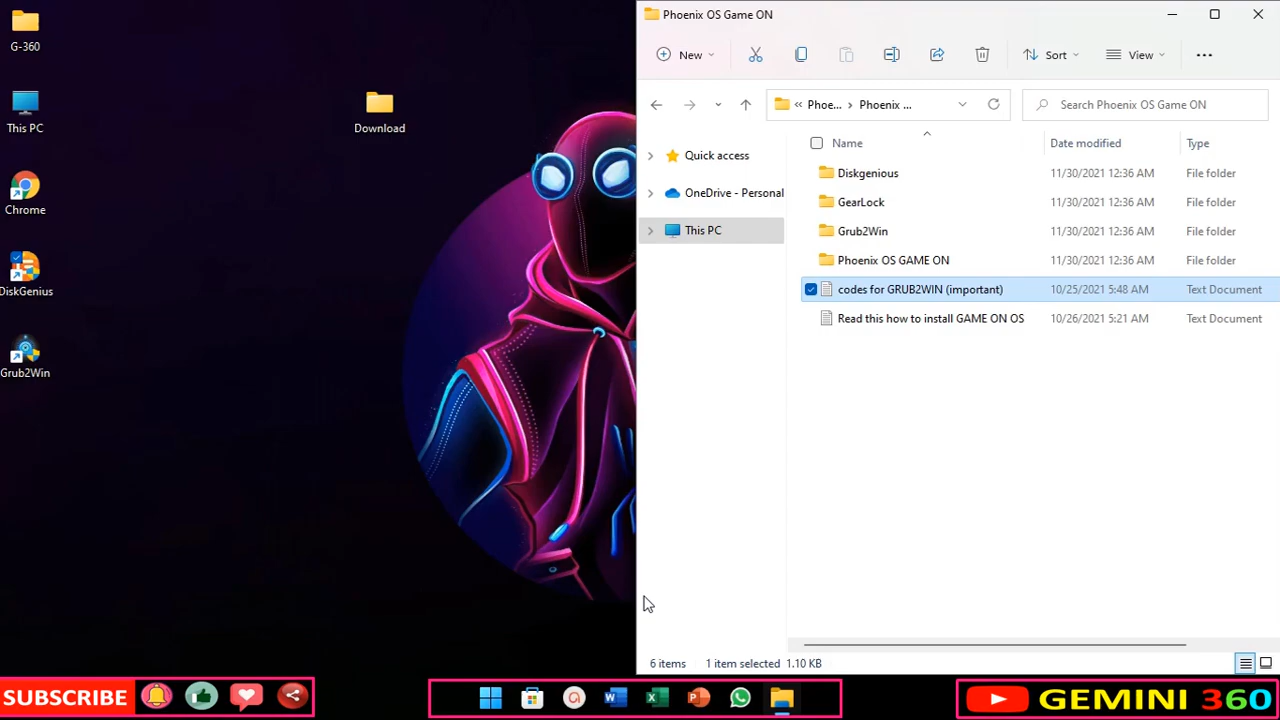 G-360
This PC
Chrome
DiskGenius
Grub2Win
Download
Phoenix OS Game ON
New
Sort
View
« Phoe... > Phoenix ...
Search Phoenix OS Game ON
Quick access
OneDrive - Personal
This PC
Name Date modified Type
Diskgenious 11/30/2021 12:36 AM File folder
GearLock 11/30/2021 12:36 AM File folder
Grub2Win 11/30/2021 12:36 AM File folder
Phoenix OS GAME ON 11/30/2021 12:36 AM File folder
codes for GRUB2WIN (important) 10/25/2021 5:48 AM Text Document
Read this how to install GAME ON OS 10/26/2021 5:21 AM Text Document
6 items 1 item selected 1.10 KB
SUBSCRIBE
GEMINI 360